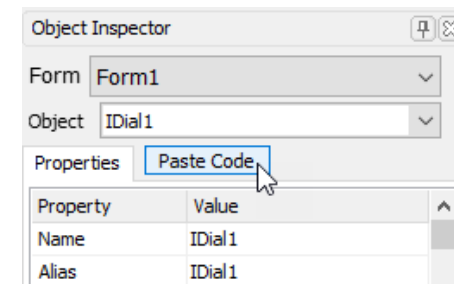 Object Inspector
Form Form1
Object IDial1
Properties Paste Code
Property Value
Name IDial1
Alias IDial1